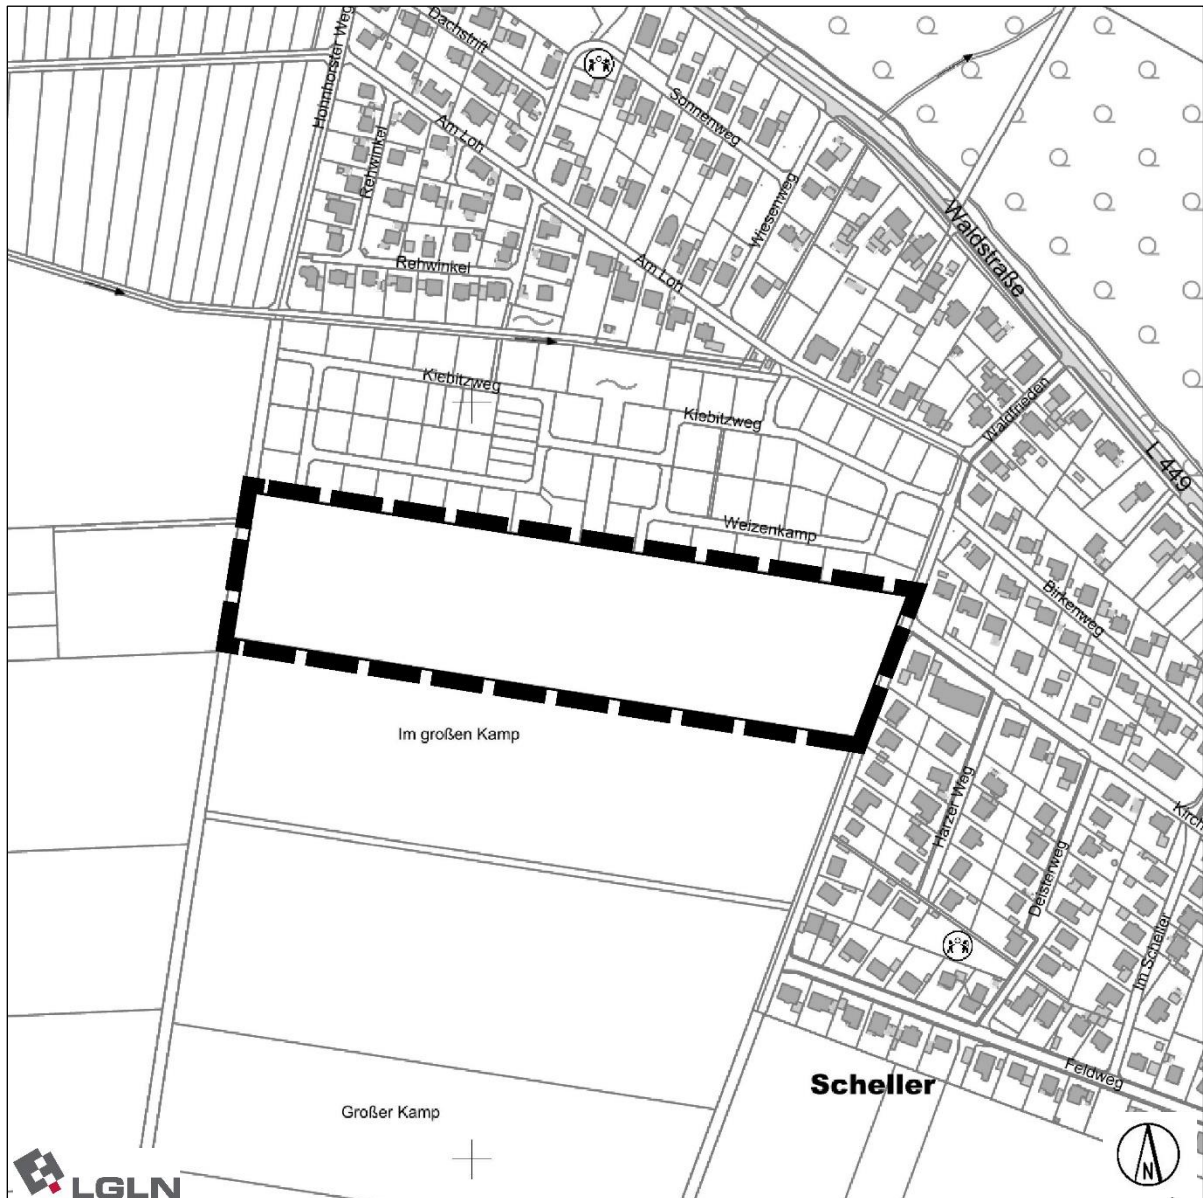 Dachstrift
Hohnhorster Weg
Am Loh
Sonnenweg
Rehwinkel
Wiesenweg
Waldstraße
Rehwinkel
Am Loh
Kiebitzweg
Kiebitzweg
Waldfrieden
L 449
Weizenkamp
Birkenweg
Im großen Kamp
Harzer Weg
Deisterweg
Kirch
Im Scheller
Feldweg
Scheller
Großer Kamp
N
LGLN